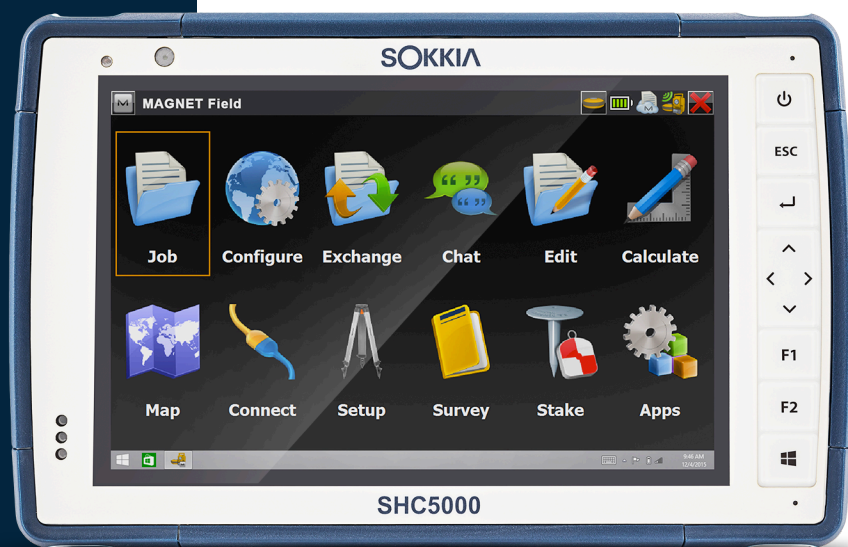 SOKKIA
MAGNET Field
Job Configure Exchange Chat Edit Calculate
Map Connect Setup Survey Stake Apps
9:46 AM
12/4/2015
ESC
F1
F2
SHC5000